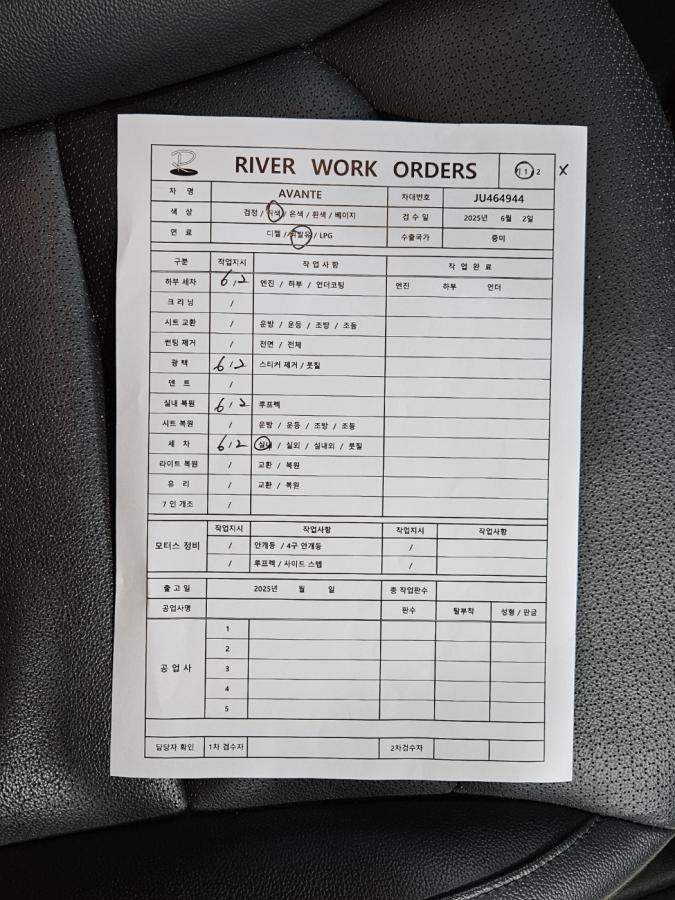 RIVER WORK ORDERS 1 2 X
차 명 AVANTE 차대번호 JU464944
색 상 검정 / 쥐색 / 은색 / 흰색 / 베이지 검 수 일 2025년 6월 2일
연 료 디젤 / 휘발유 / LPG 수출국가 중미
구분 작업지시 작 업 사 항 작 업 완 료
하부 세차 6/2 엔진 / 하부 / 언더코팅 엔진 하부 언더
크 리 닝 /
시트 교환 / 운방 / 운등 / 조방 / 조등
썬팅 제거 / 전면 / 전체
광 택 6/2 스티커 제거 / 붓질
덴 트 /
실내 복원 6/2 루프랙
시트 복원 / 운방 / 운등 / 조방 / 조등
세 차 6/2 실내 / 실외 / 실내외 / 붓질
라이트 복원 / 교환 / 복원
유 리 / 교환 / 복원
7 인 개조 /
모터스 정비 작업지시 작업사항 작업지시 작업사항
/ 안개등 / 4구 안개등 /
/ 루프랙 / 사이드 스텝 /
출 고 일 2025년 월 일 총 작업판수
공업사명 판수 탈부착 성형 / 판금
공 업 사
1
2
3
4
5
담당자 확인 1차 검수자 2차검수자